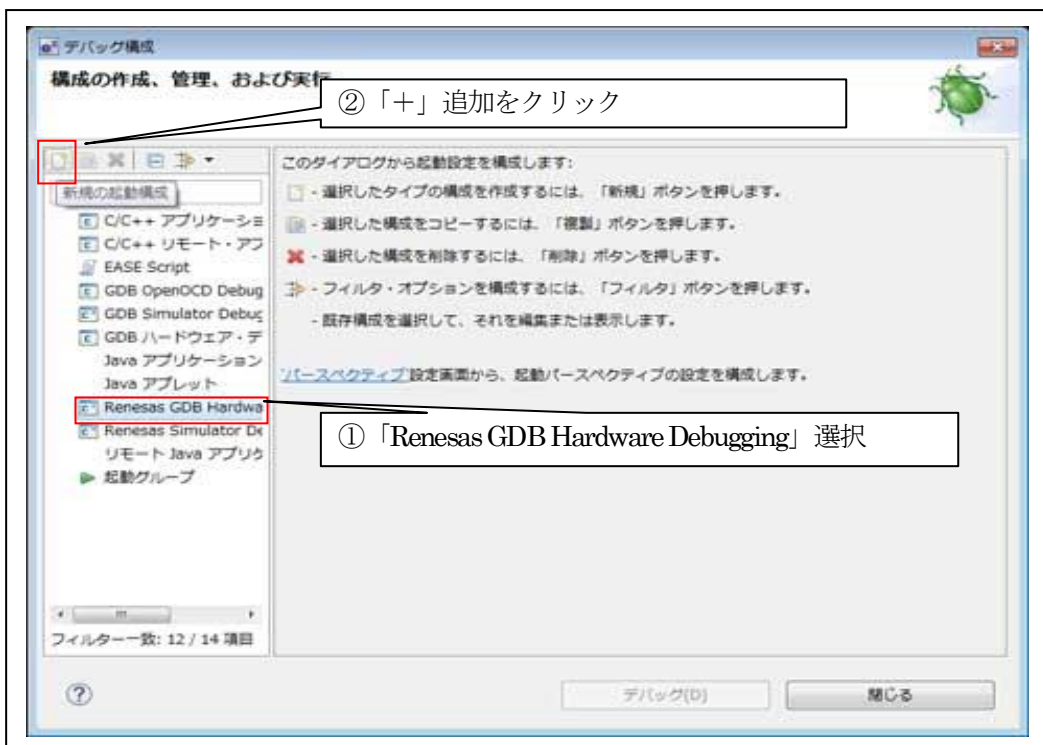 デバッグ構成
構成の作成、管理、および実行
②「＋」追加をクリック
新規の起動構成
C/C++ アプリケーショ
C/C++ リモート・アプ
EASE Script
GDB OpenOCD Debug
GDB Simulator Debug
GDB ハードウェア・デ
Java アプリケーション
Java アプレット
Renesas GDB Hardwa
Renesas Simulator De
リモート Java アプリケ
起動グループ
フィルター一致: 12 / 14 項目
このダイアログから起動設定を構成します:
- 選択したタイプの構成を作成するには、「新規」ボタンを押します。
- 選択した構成をコピーするには、「複製」ボタンを押します。
- 選択した構成を削除するには、「削除」ボタンを押します。
- フィルタ・オプションを構成するには、「フィルタ」ボタンを押します。
- 既存構成を選択して、それを編集または表示します。
'パースペクティブ' 設定画面から、起動パースペクティブの設定を構成します。
①「Renesas GDB Hardware Debugging」選択
デバッグ(D)
閉じる